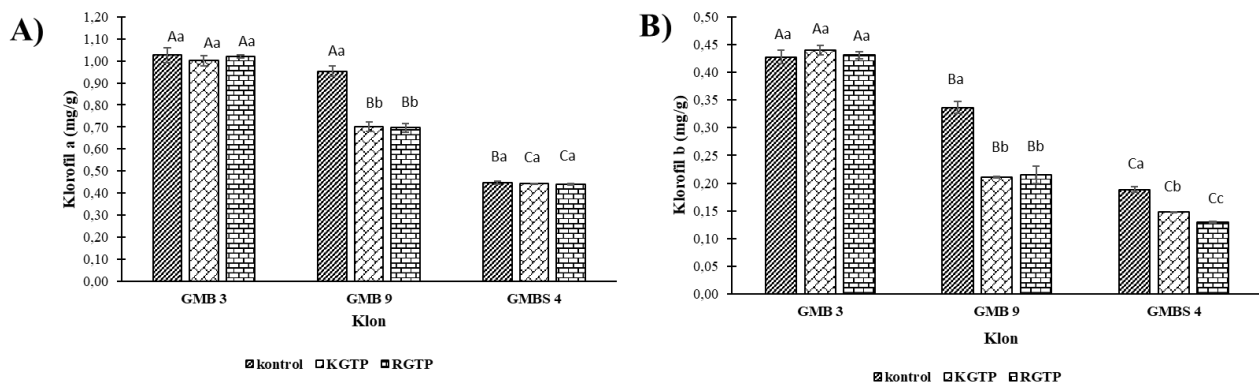 A)
1,20
1,10
1,00
0,90
0,80
0,70
0,60
0,50
0,40
0,30
0,20
0,10
0,00
Klorofil a (mg/g)
Aa Aa Aa
Aa Bb Bb
Ba Ca Ca
GMB 3 GMB 9 GMBS 4
Klon
kontrol KGTP RGTP
B)
0,50
0,45
0,40
0,35
0,30
0,25
0,20
0,15
0,10
0,05
0,00
Klorofil b (mg/g)
Aa Aa Aa
Ba Bb Bb
Ca Cb Cc
GMB 3 GMB 9 GMBS 4
Klon
kontrol KGTP RGTP